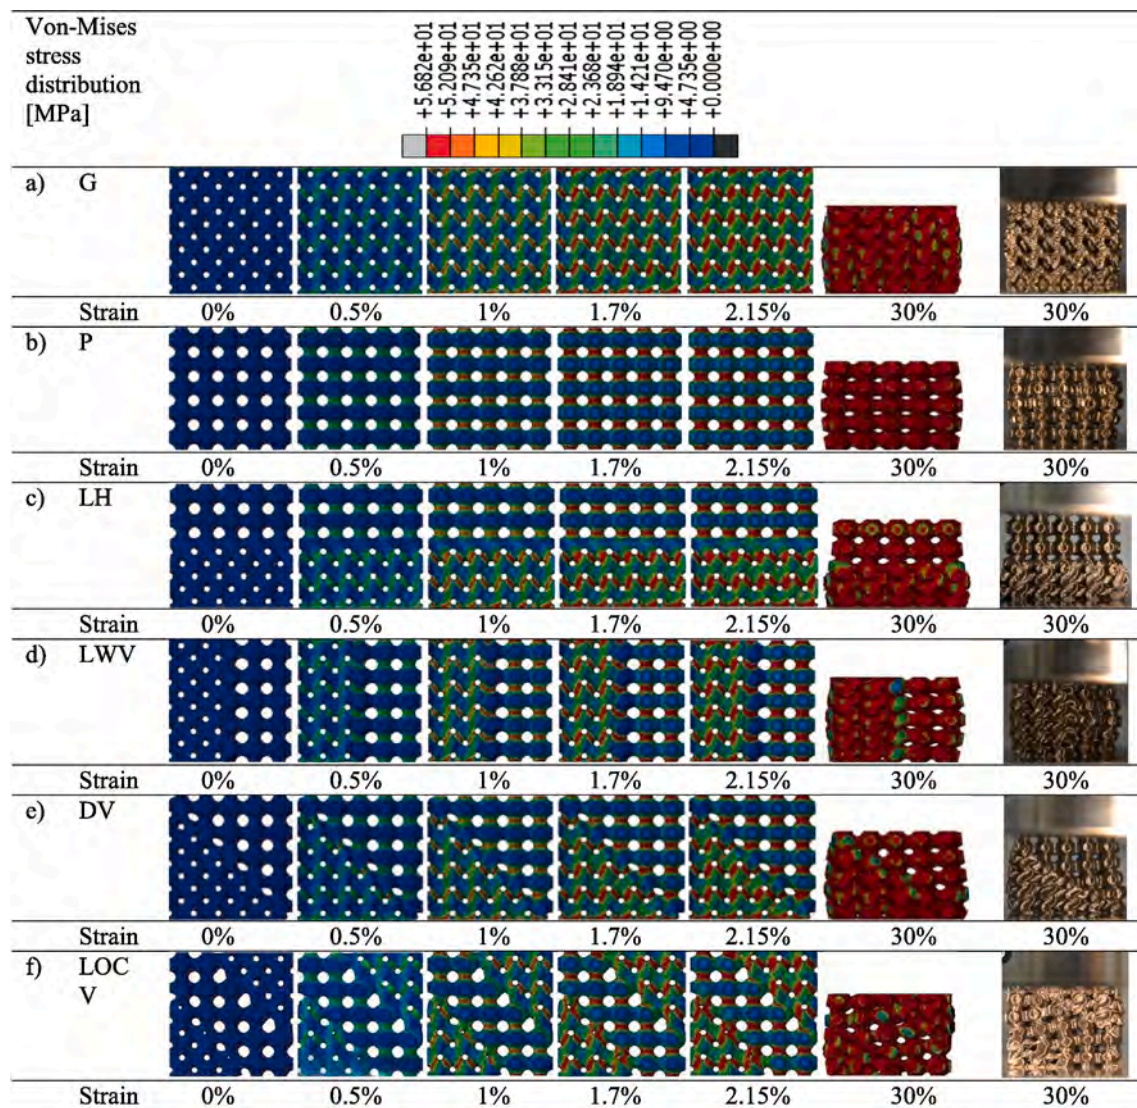 Von-Mises
stress
distribution
[MPa]
+5.682e+01
+5.209e+01
+4.735e+01
+4.262e+01
+3.788e+01
+3.315e+01
+2.841e+01
+2.368e+01
+1.894e+01
+1.421e+01
+9.470e+00
+4.735e+00
+0.000e+00
a) G
Strain 0% 0.5% 1% 1.7% 2.15% 30% 30%
b) P
Strain 0% 0.5% 1% 1.7% 2.15% 30% 30%
c) LH
Strain 0% 0.5% 1% 1.7% 2.15% 30% 30%
d) LWV
Strain 0% 0.5% 1% 1.7% 2.15% 30% 30%
e) DV
Strain 0% 0.5% 1% 1.7% 2.15% 30% 30%
f) LOC
V
Strain 0% 0.5% 1% 1.7% 2.15% 30% 30%